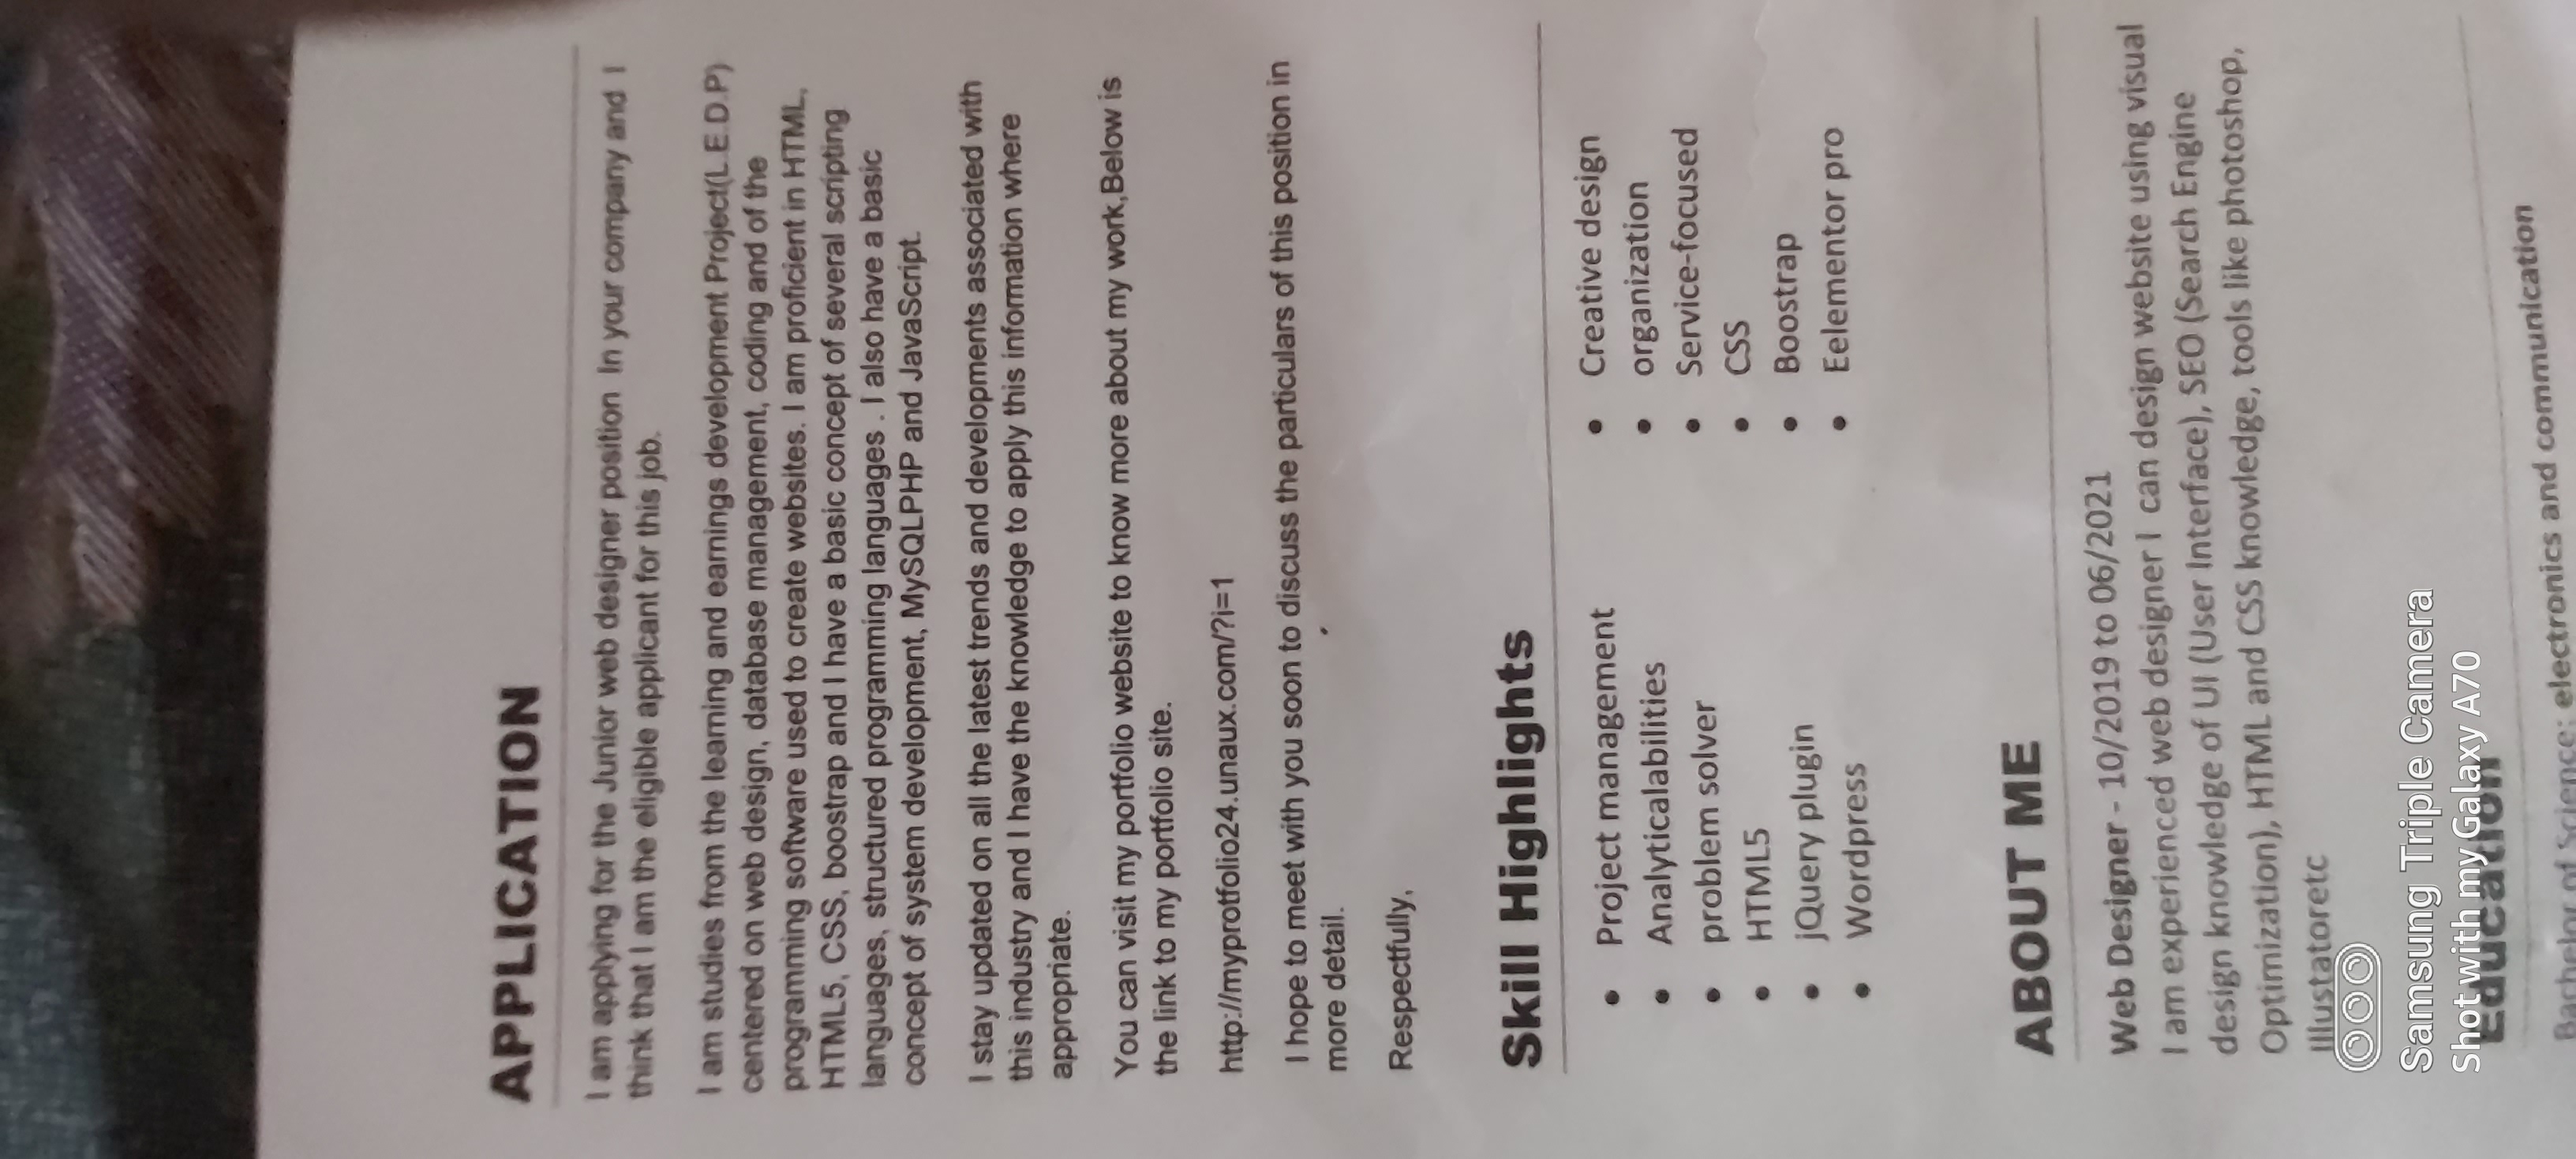 APPLICATION
I am applying for the Junior web designer position In your company and I
think that I am the eligible applicant for this job.
I am studies from the learning and earnings development Project(L.E.D.P)
centered on web design, database management, coding and of the
programming software used to create websites. I am proficient in HTML,
HTML5, CSS, boostrap and I have a basic concept of several scripting
languages, structured programming languages . I also have a basic
concept of system development, MySQLPHP and JavaScript.
I stay updated on all the latest trends and developments associated with
this industry and I have the knowledge to apply this information where
appropriate.
You can visit my portfolio website to know more about my work,Below is
the link to my portfolio site.
http://myprotfolio24.unaux.com/?i=1
I hope to meet with you soon to discuss the particulars of this position in
more detail.
Respectfully,
Skill Highlights
• Project management
• Analyticalabilities
• problem solver
• HTML5
• jQuery plugin
• Wordpress
• Creative design
• organization
• Service-focused
• CSS
• Boostrap
• Eelementor pro
ABOUT ME
Web Designer - 10/2019 to 06/2021
I am experienced web designer I can design website using visual
design knowledge of UI (User Interface), SEO (Search Engine
Optimization), HTML and CSS knowledge, tools like photoshop,
Illustatoretc
Samsung Triple Camera
Shot with my Galaxy A70
Education
Bachelor of Science: electronics and communication